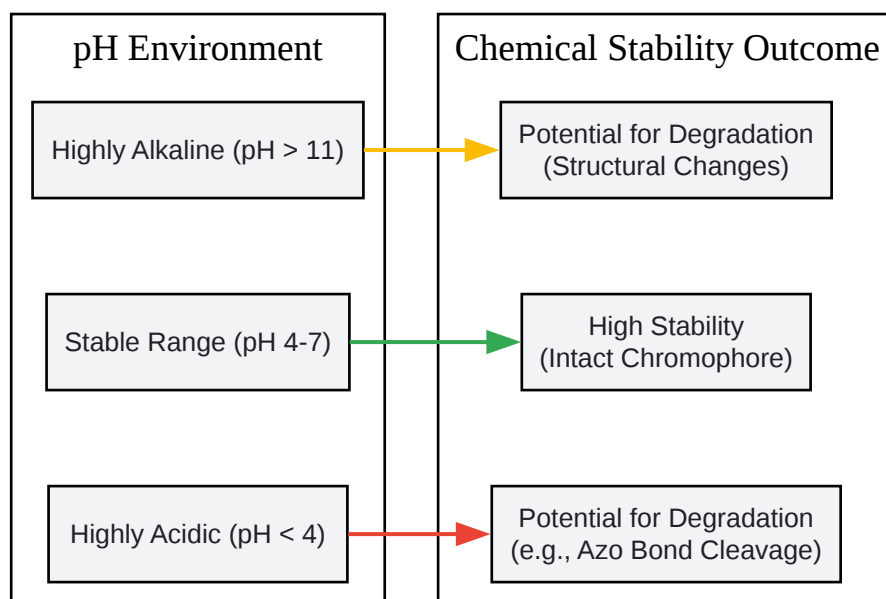 pH Environment
Chemical Stability Outcome
Highly Alkaline (pH > 11)
Potential for Degradation
(Structural Changes)
Stable Range (pH 4-7)
High Stability
(Intact Chromophore)
Highly Acidic (pH < 4)
Potential for Degradation
(e.g., Azo Bond Cleavage)